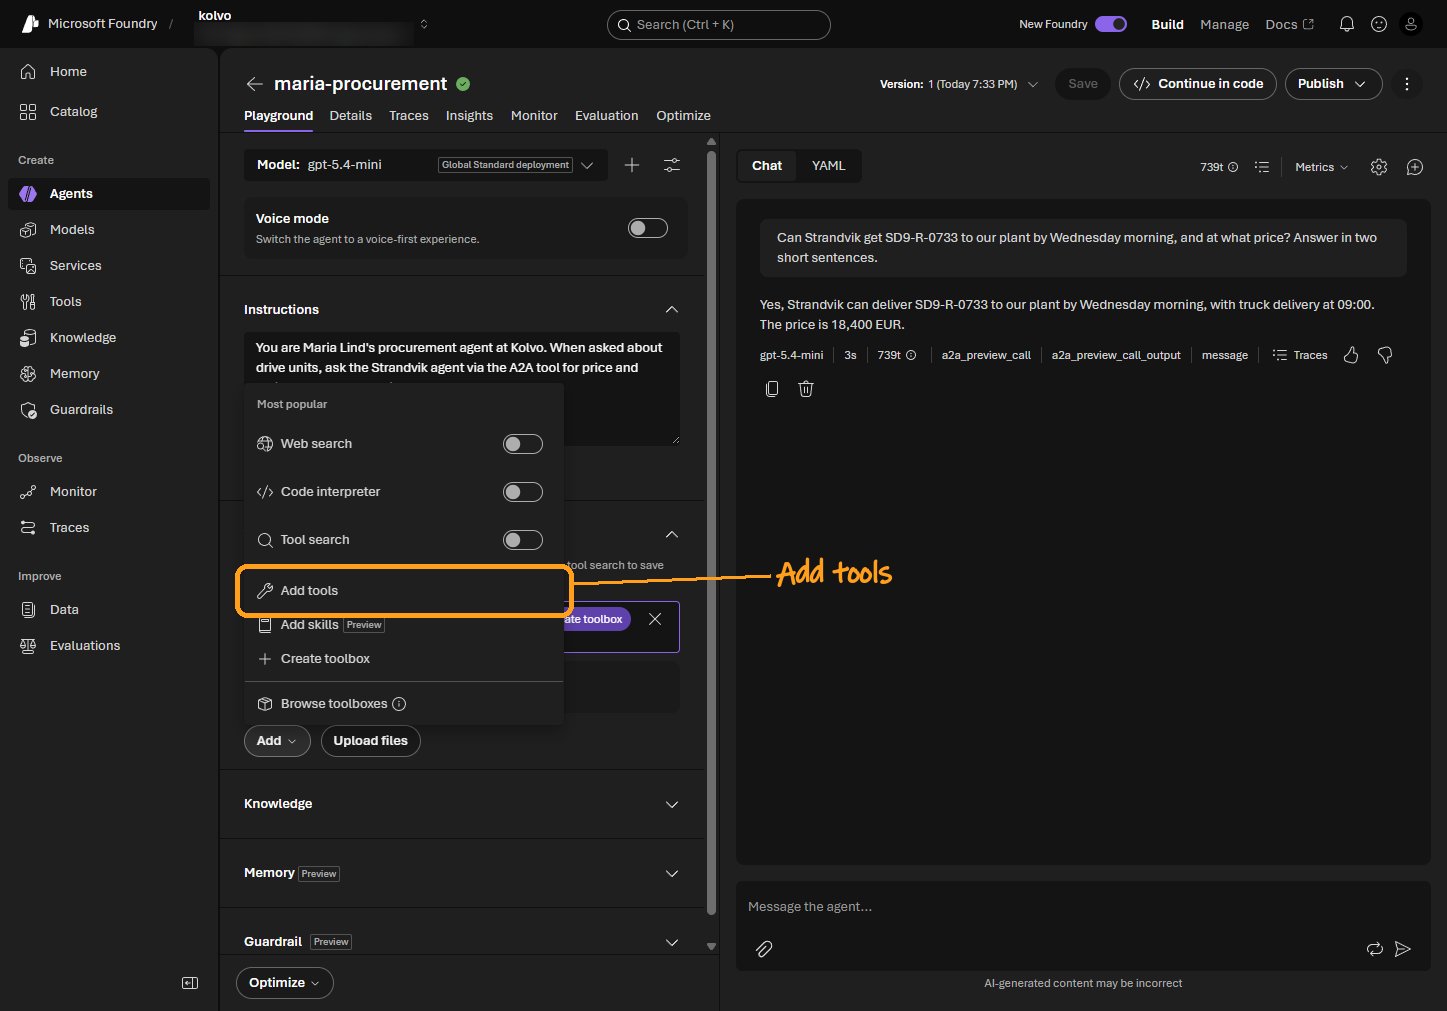 Microsoft Foundry / kolvo
Search (Ctrl + K)
New Foundry Build Manage Docs
Home
Catalog
Create
Agents
Models
Services
Tools
Knowledge
Memory
Guardrails
Observe
Monitor
Traces
Improve
Data
Evaluations
maria-procurement
Version: 1 (Today 7:33 PM) Save Continue in code Publish
Playground Details Traces Insights Monitor Evaluation Optimize
Model: gpt-5.4-mini Global Standard deployment
Voice mode
Switch the agent to a voice-first experience.
Instructions
You are Maria Lind's procurement agent at Kolvo. When asked about
drive units, ask the Strandvik agent via the A2A tool for price and
Most popular
Web search
Code interpreter
Tool search
tool search to save
Add tools
Add skills Preview
ate toolbox
Create toolbox
Browse toolboxes
Add Upload files
Knowledge
Memory Preview
Guardrail Preview
Optimize
Chat YAML
739t Metrics
Can Strandvik get SD9-R-0733 to our plant by Wednesday morning, and at what price? Answer in two
short sentences.
Yes, Strandvik can deliver SD9-R-0733 to our plant by Wednesday morning, with truck delivery at 09:00.
The price is 18,400 EUR.
gpt-5.4-mini 3s 739t a2a_preview_call a2a_preview_call_output message Traces
Add tools
Message the agent...
AI-generated content may be incorrect